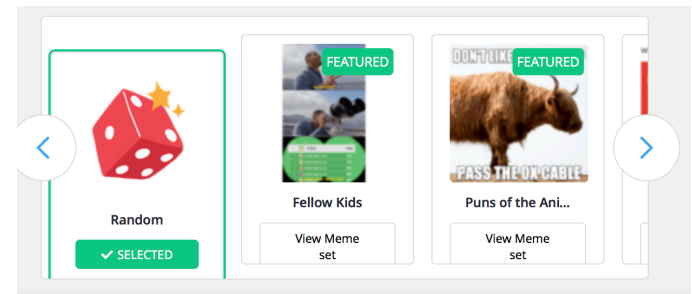 FEATURED
DON'T LIKE
FEATURED
PASS THE OX CABLE
Random
✓ SELECTED
Fellow Kids
View Meme
set
Puns of the Ani...
View Meme
set